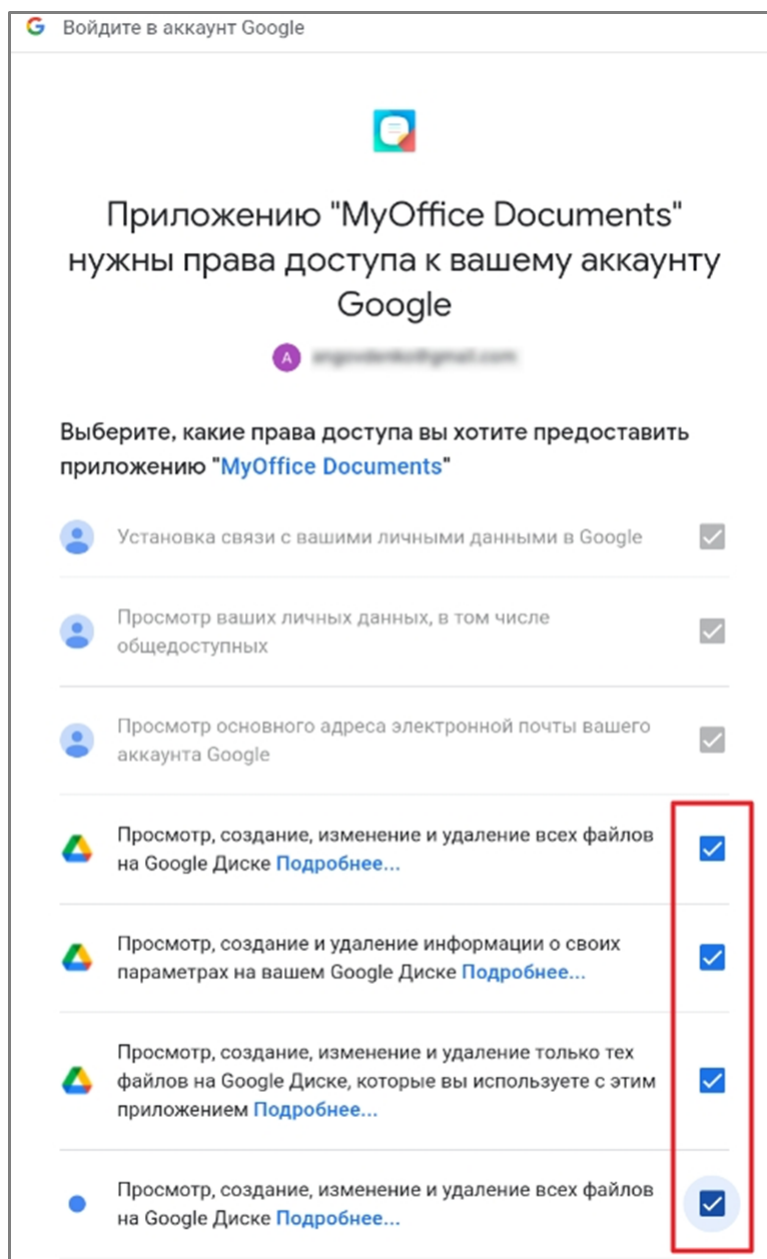 Войдите в аккаунт Google
Приложению "MyOffice Documents"
нужны права доступа к вашему аккаунту
Google
A
Выберите, какие права доступа вы хотите предоставить
приложению "MyOffice Documents"
Установка связи с вашими личными данными в Google
Просмотр ваших личных данных, в том числе
общедоступных
Просмотр основного адреса электронной почты вашего
аккаунта Google
Просмотр, создание, изменение и удаление всех файлов
на Google Диске Подробнее...
Просмотр, создание и удаление информации о своих
параметрах на вашем Google Диске Подробнее...
Просмотр, создание, изменение и удаление только тех
файлов на Google Диске, которые вы используете с этим
приложением Подробнее...
Просмотр, создание, изменение и удаление всех файлов
на Google Диске Подробнее...